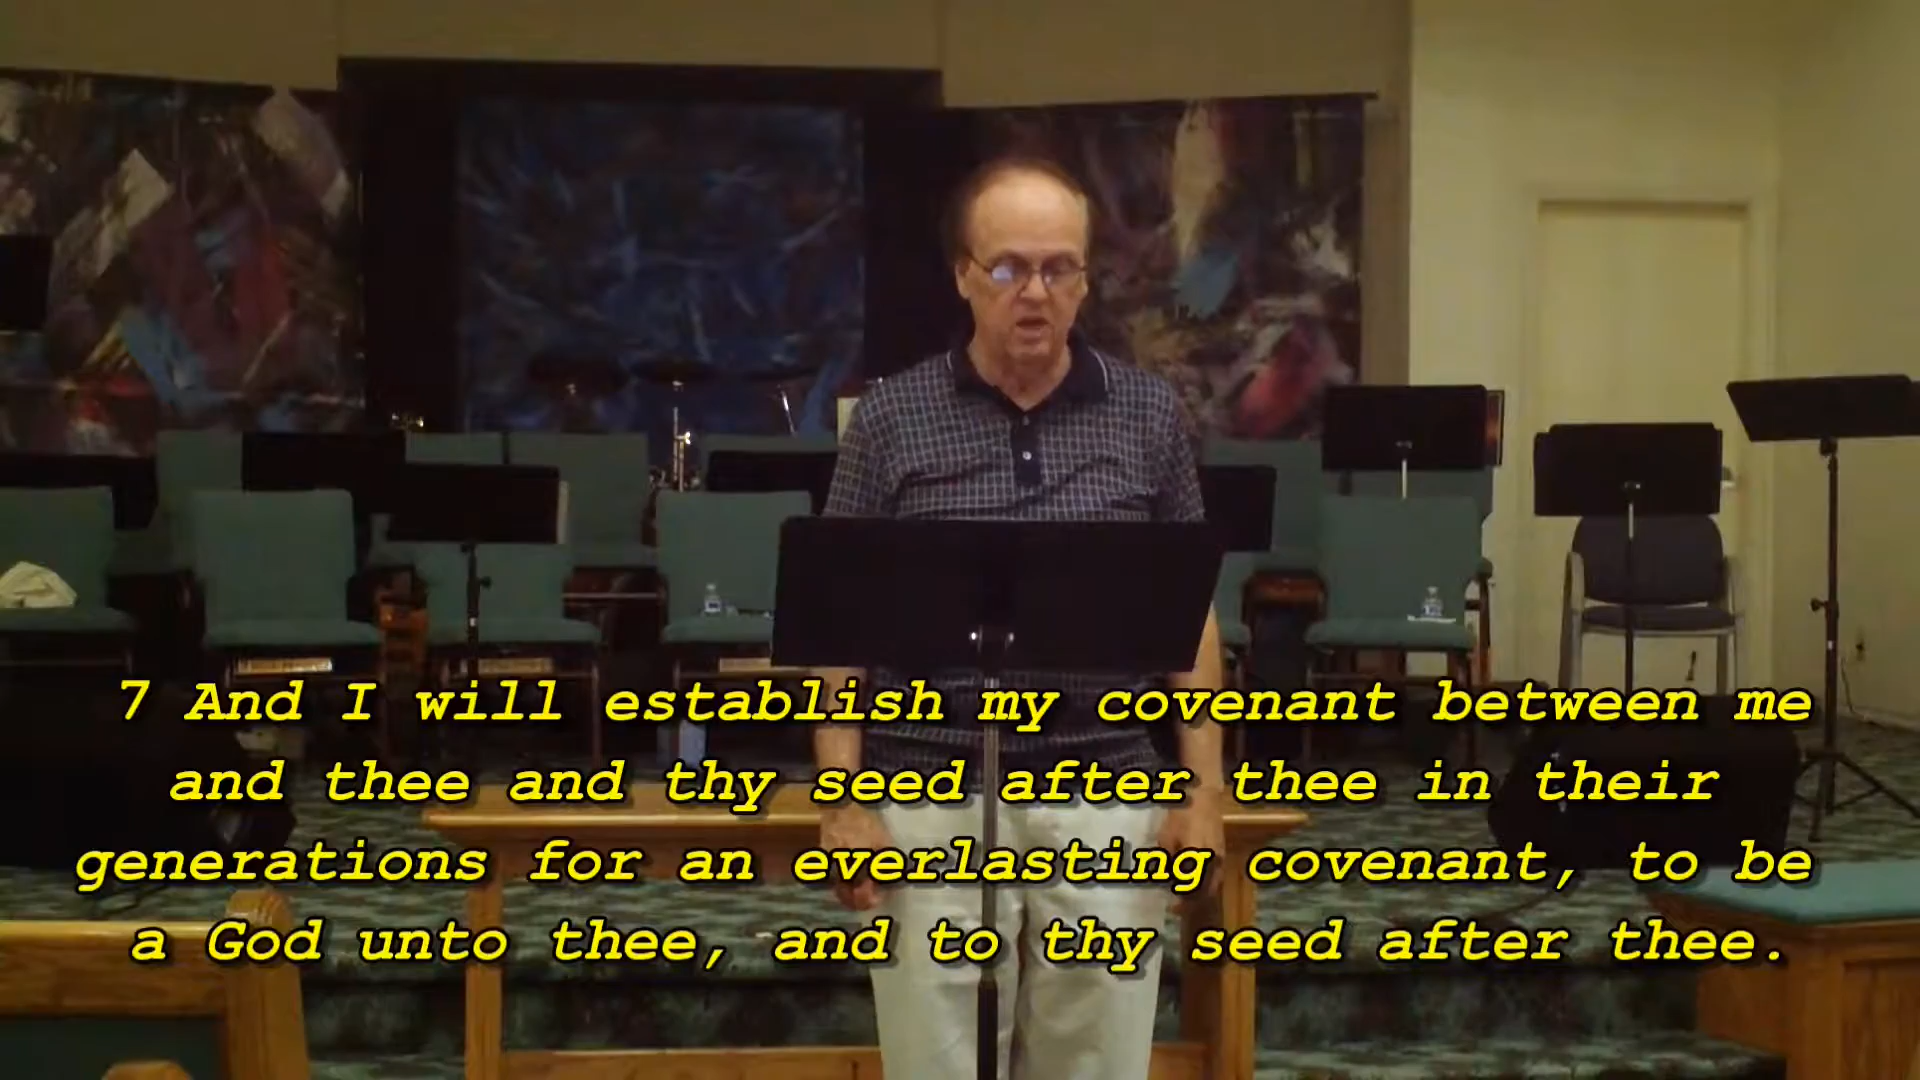 7 And I will establish my covenant between me
and thee and thy seed after thee in their
generations for an everlasting covenant, to be
a God unto thee, and to thy seed after thee.